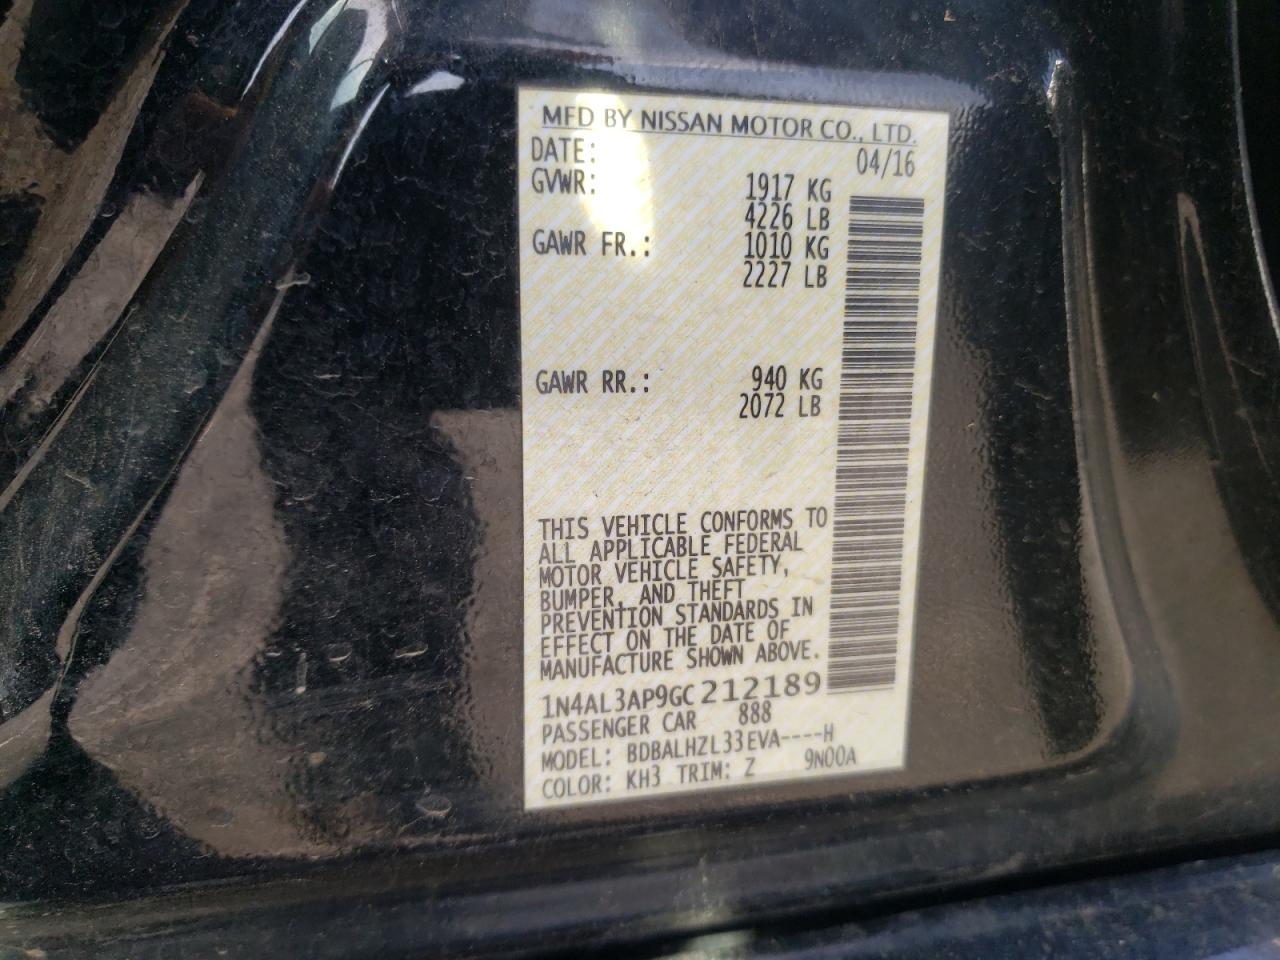 MFD BY NISSAN MOTOR CO., LTD.
DATE: 04/16
GVWR: 1917 KG
4226 LB
GAWR FR.: 1010 KG
2227 LB
GAWR RR.: 940 KG
2072 LB
THIS VEHICLE CONFORMS TO
ALL APPLICABLE FEDERAL
MOTOR VEHICLE SAFETY,
BUMPER, AND THEFT
PREVENTION STANDARDS IN
EFFECT ON THE DATE OF
MANUFACTURE SHOWN ABOVE.
1N4AL3AP9GC212189
PASSENGER CAR 888
MODEL: BDBALHZL33EVA----H
COLOR: KH3 TRIM: Z 9N00A